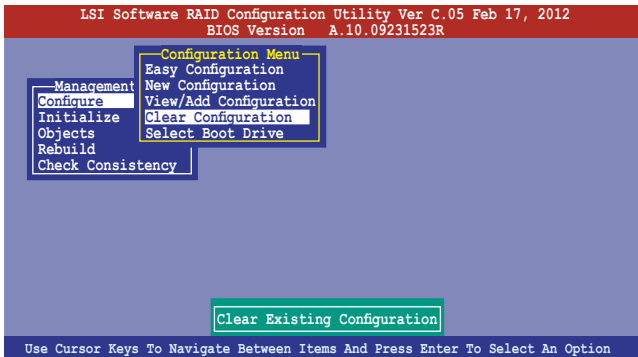 LSI Software RAID Configuration Utility Ver C.05 Feb 17, 2012
BIOS Version A.10.09231523R
Configuration Menu
Easy Configuration
New Configuration
View/Add Configuration
Clear Configuration
Select Boot Drive
Management
Configure
Initialize
Objects
Rebuild
Check Consistency
Clear Existing Configuration
Use Cursor Keys To Navigate Between Items And Press Enter To Select An Option